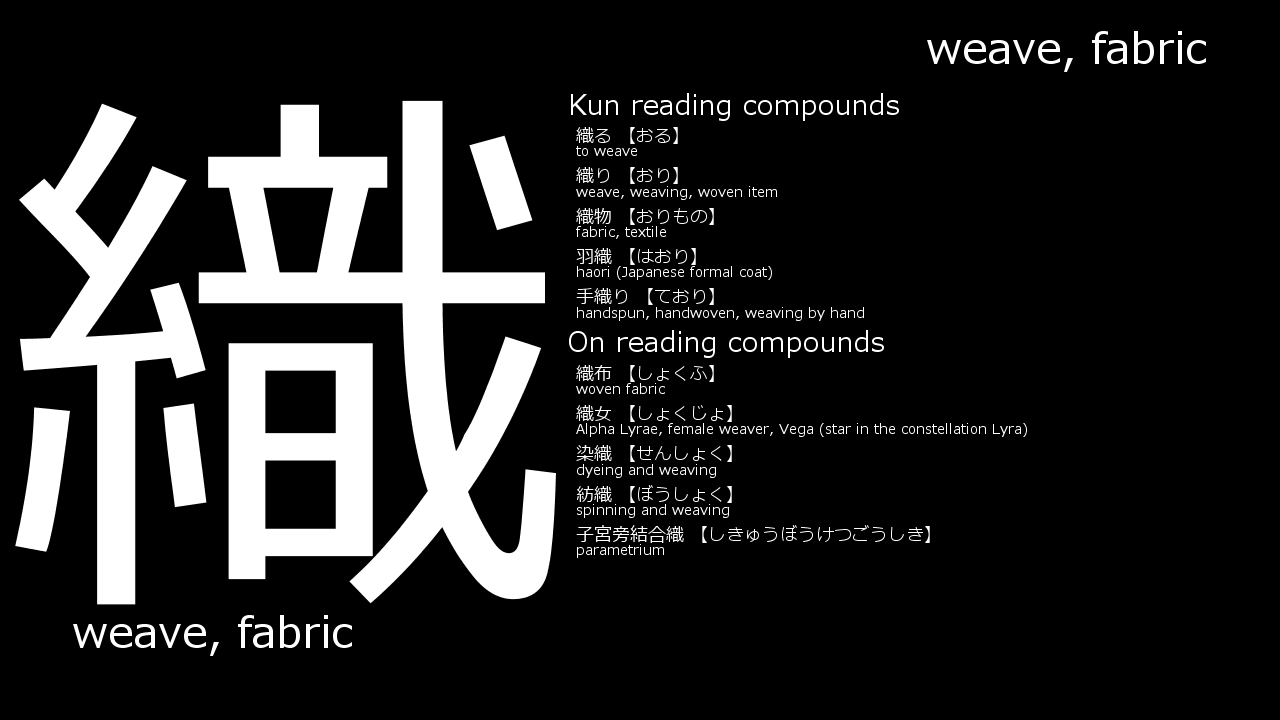 weave, fabric
織
Kun reading compounds
織る 【おる】
to weave
織り 【おり】
weave, weaving, woven item
織物 【おりもの】
fabric, textile
羽織 【はおり】
haori (Japanese formal coat)
手織り 【ており】
handspun, handwoven, weaving by hand
On reading compounds
織布 【しょくふ】
woven fabric
織女 【しょくじょ】
Alpha Lyrae, female weaver, Vega (star in the constellation Lyra)
染織 【せんしょく】
dyeing and weaving
紡織 【ぼうしょく】
spinning and weaving
子宮旁結合織 【しきゅうぼうけつごうしき】
parametrium
weave, fabric